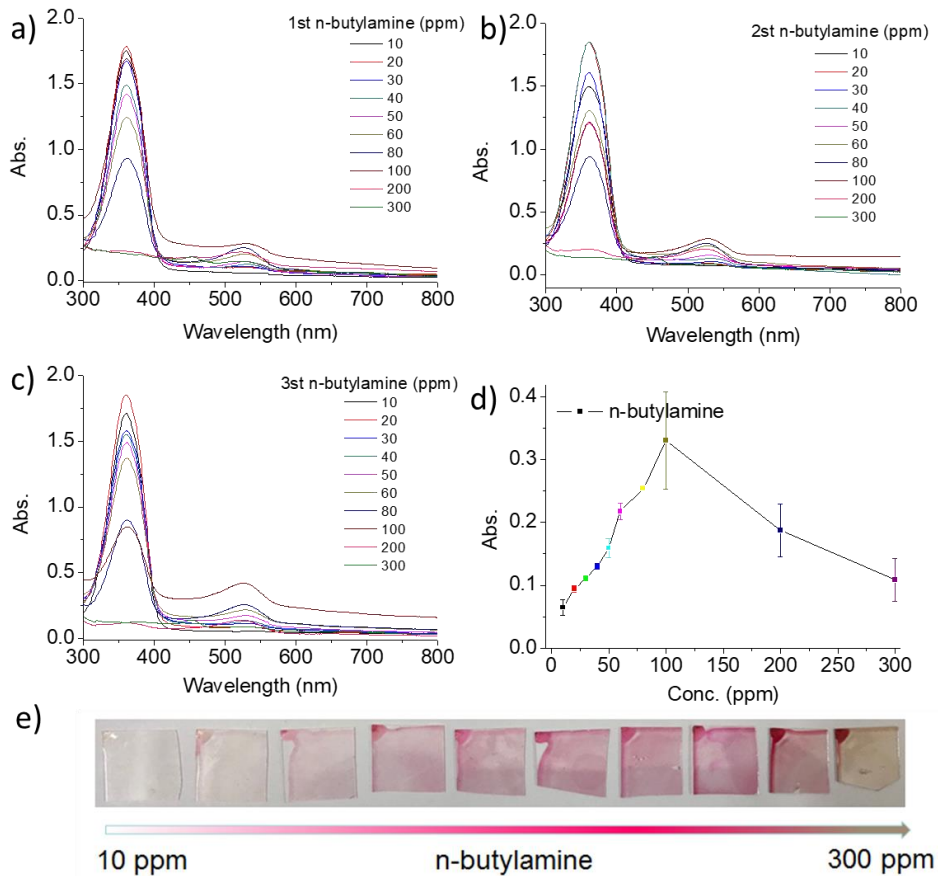 a)
1st n-butylamine (ppm)
10
20
30
40
50
60
80
100
200
300
2.0
1.5
1.0
0.5
0.0
Abs.
300 400 500 600 700 800
Wavelength (nm)
b)
2st n-butylamine (ppm)
10
20
30
40
50
60
80
100
200
300
2.0
1.5
1.0
0.5
0.0
Abs.
300 400 500 600 700 800
Wavelength (nm)
c)
3st n-butylamine (ppm)
10
20
30
40
50
60
80
100
200
300
2.0
1.5
1.0
0.5
0.0
Abs.
300 400 500 600 700 800
Wavelength (nm)
d)
n-butylamine
0.4
0.3
0.2
0.1
0.0
Abs.
0 50 100 150 200 250 300
Conc. (ppm)
e)
10 ppm n-butylamine 300 ppm